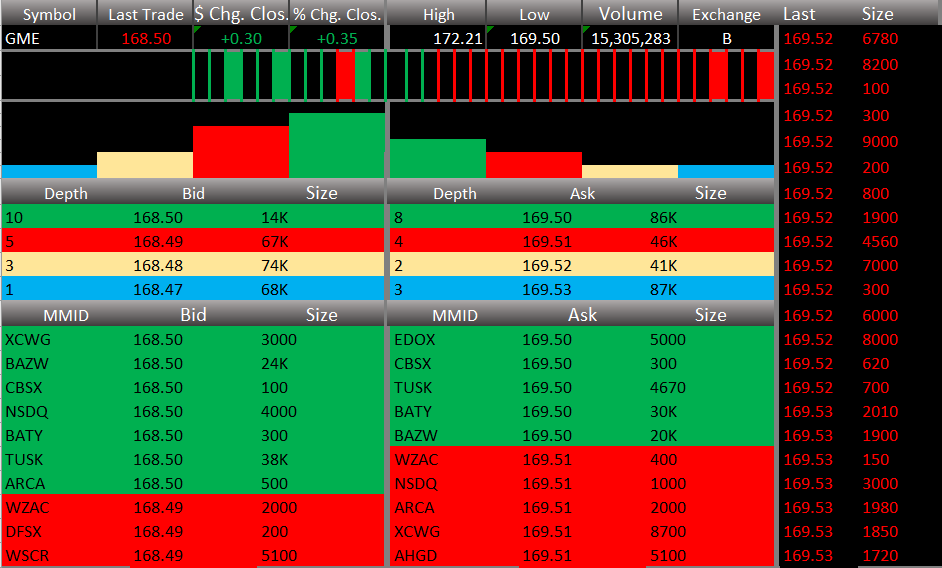 Symbol Last Trade $ Chg. Clos. % Chg. Clos. High Low Volume Exchange Last Size
GME 168.50 +0.30 +0.35 172.21 169.50 15,305,283 B 169.52 6780
169.52 8200
169.52 100
169.52 300
169.52 9000
169.52 200
Depth Bid Size Depth Ask Size 169.52 800
10 168.50 14K 8 169.50 86K 169.52 1900
5 168.49 67K 4 169.51 46K 169.52 4560
3 168.48 74K 2 169.52 41K 169.52 7000
1 168.47 68K 3 169.53 87K 169.52 300
MMID Bid Size MMID Ask Size 169.52 6000
XCWG 168.50 3000 EDOX 169.50 5000 169.52 8000
BAZW 168.50 24K CBSX 169.50 300 169.52 620
CBSX 168.50 100 TUSK 169.50 4670 169.52 700
NSDQ 168.50 4000 BATY 169.50 30K 169.53 2010
BATY 168.50 300 BAZW 169.50 20K 169.53 1900
TUSK 168.50 38K WZAC 169.51 400 169.53 150
ARCA 168.50 500 NSDQ 169.51 1000 169.53 3000
WZAC 168.49 2000 ARCA 169.51 2000 169.53 1980
DFSX 168.49 200 XCWG 169.51 8700 169.53 1850
WSCR 168.49 5100 AHGD 169.51 5100 169.53 1720